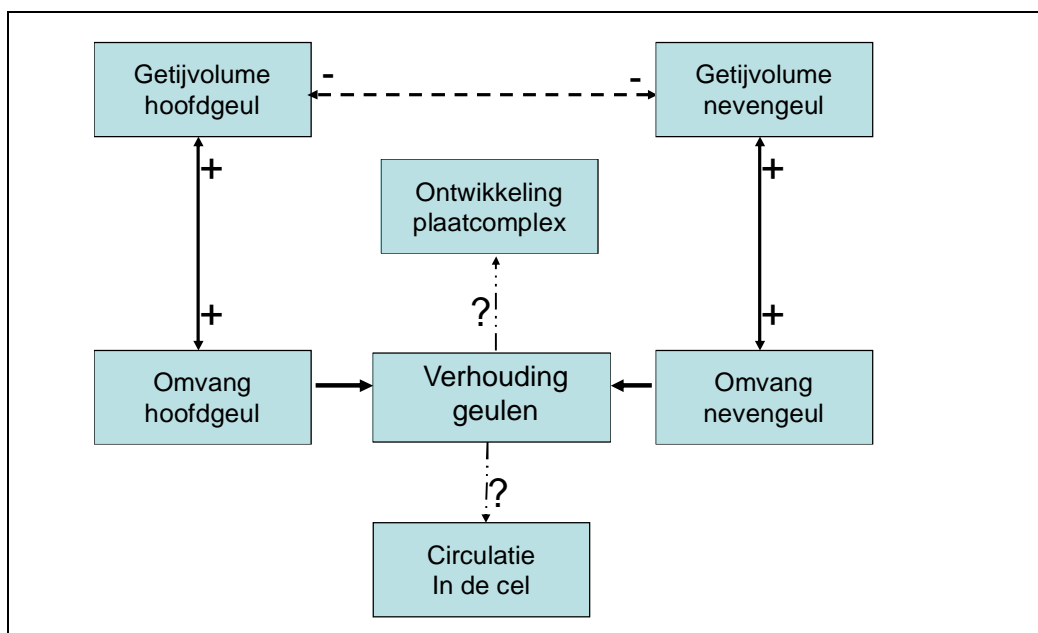 Getijvolume
hoofdgeul
-
-
Getijvolume
nevengeul
+
+
Ontwikkeling
plaatcomplex
?
+
+
Omvang
hoofdgeul
Verhouding
geulen
Omvang
nevengeul
?
Circulatie
In de cel